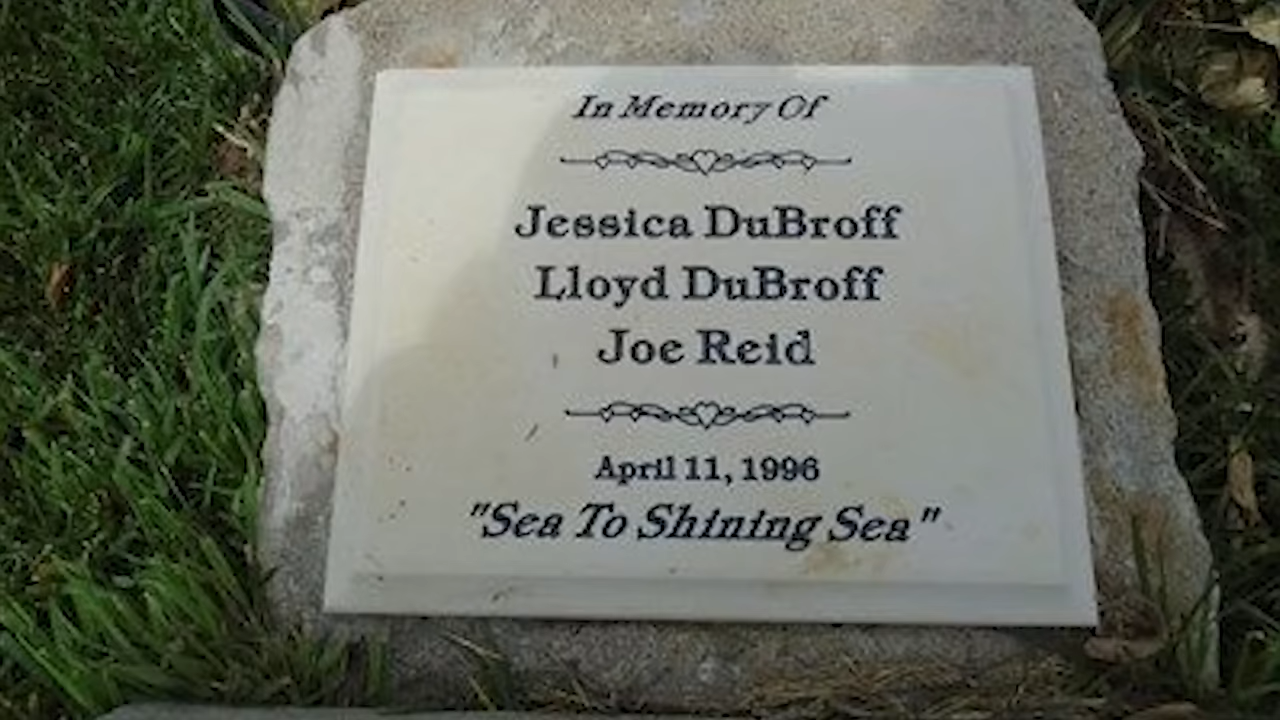 In Memory Of
Jessica DuBroff
Lloyd DuBroff
Joe Reid
April 11, 1996
"Sea To Shining Sea"